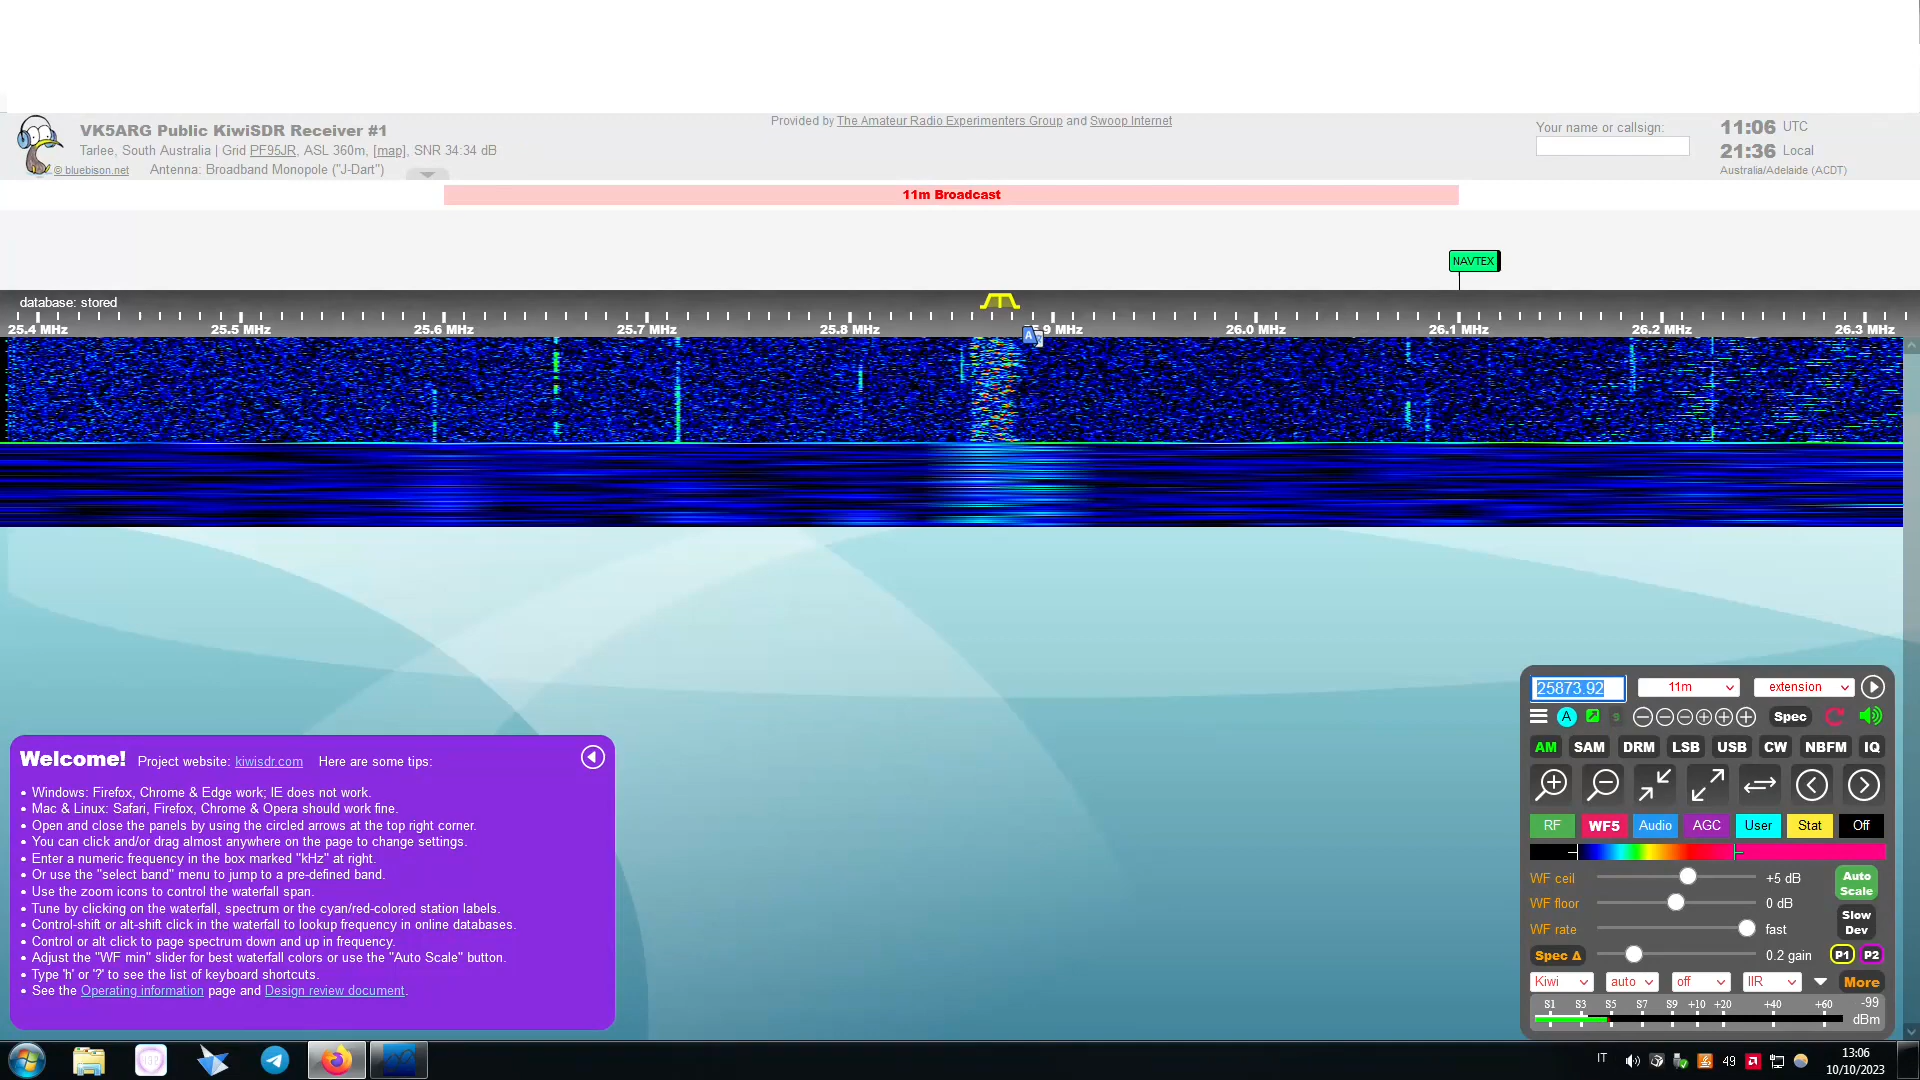 VK5ARG Public KiwiSDR Receiver #1
Tarlee, South Australia | Grid PF95JR, ASL 360m, [map], SNR 34:34 dB
© bluebison.net Antenna: Broadband Monopole ("J-Dart")
Provided by The Amateur Radio Experimenters Group and Swoop Internet
Your name or callsign:
11:06 UTC
21:36 Local
Australia/Adelaide (ACDT)
11m Broadcast
NAVTEX
database: stored
25.4 MHz 25.5 MHz 25.6 MHz 25.7 MHz 25.8 MHz 9 MHz 26.0 MHz 26.1 MHz 26.2 MHz 26.3 MHz
Welcome! Project website: kiwisdr.com Here are some tips:
• Windows: Firefox, Chrome & Edge work; IE does not work.
• Mac & Linux: Safari, Firefox, Chrome & Opera should work fine.
• Open and close the panels by using the circled arrows at the top right corner.
• You can click and/or drag almost anywhere on the page to change settings.
• Enter a numeric frequency in the box marked "kHz" at right.
• Or use the "select band" menu to jump to a pre-defined band.
• Use the zoom icons to control the waterfall span.
• Tune by clicking on the waterfall, spectrum or the cyan/red-colored station labels.
• Control-shift or alt-shift click in the waterfall to lookup frequency in online databases.
• Control or alt click to page spectrum down and up in frequency.
• Adjust the "WF min" slider for best waterfall colors or use the "Auto Scale" button.
• Type 'h' or '?' to see the list of keyboard shortcuts.
• See the Operating information page and Design review document.
25873.92 11m extension
A 9 Spec
AM SAM DRM LSB USB CW NBFM IQ
RF WF5 Audio AGC User Stat Off
WF ceil +5 dB Auto Scale
WF floor 0 dB
WF rate fast Slow Dev
Spec Δ 0.2 gain P1 P2
Kiwi auto off IIR More
S1 S3 S5 S7 S9 +10 +20 +40 +60 -99
dBm
IT 49 13:06
10/10/2023